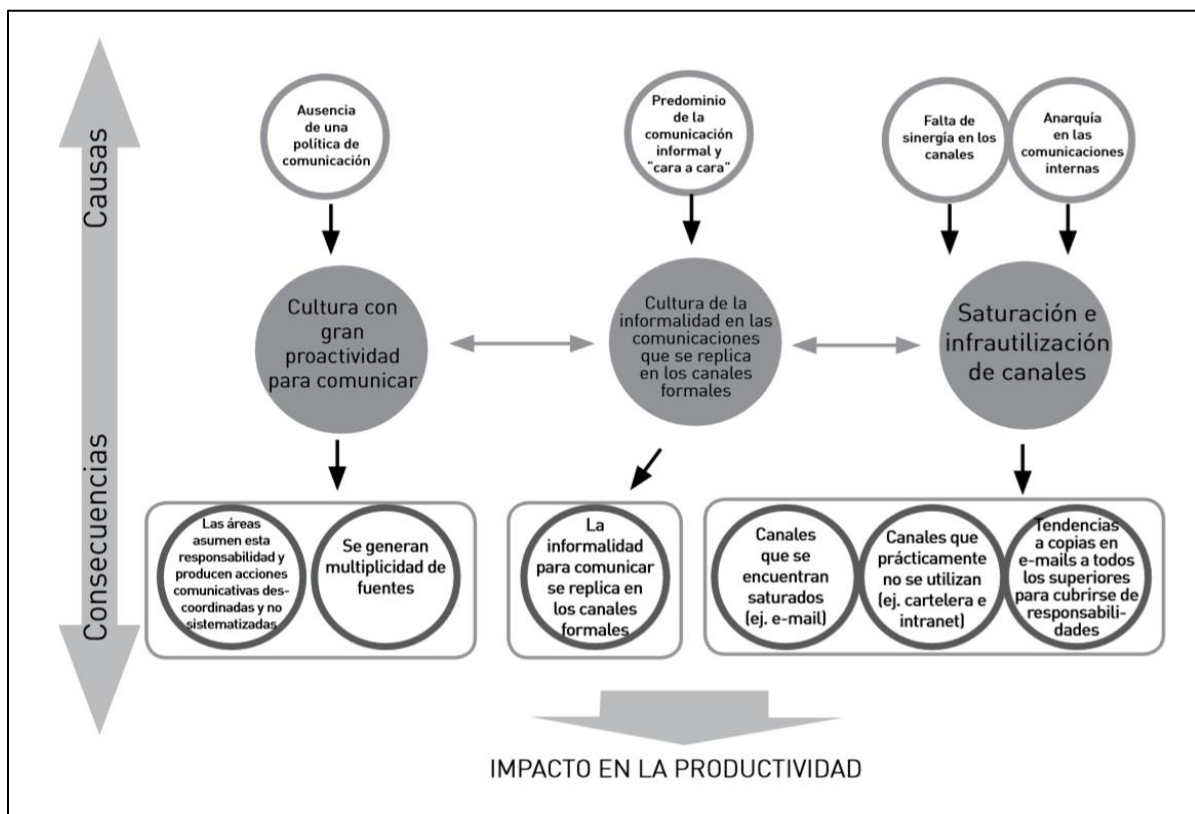 Causas
Ausencia
de una
política de
comunicación
Predominio
de la
comunicación
informal y
"cara a cara"
Falta de
sinergía en los
canales
Anarquía
en las
comunicaciones
internas
Cultura con
gran
proactividad
para comunicar
Cultura de la
informalidad en las
comunicaciones
que se replica
en los canales
formales
Saturación e
infrautilización
de canales
Consecuencias
Las áreas
asumen esta
responsabilidad y
producen acciones
comunicativas des-
coordinadas y no
sistematizadas
Se generan
multiplicidad de
fuentes
La
informalidad
para comunicar
se replica en
los canales
formales
Canales
que se
encuentran
saturados
(ej. e-mail)
Canales que
prácticamente
no se utilizan
(ej. cartelera e
intranet)
Tendencias
a copias en
e-mails a todos
los superiores
para cubrirse de
responsabili-
dades
IMPACTO EN LA PRODUCTIVIDAD